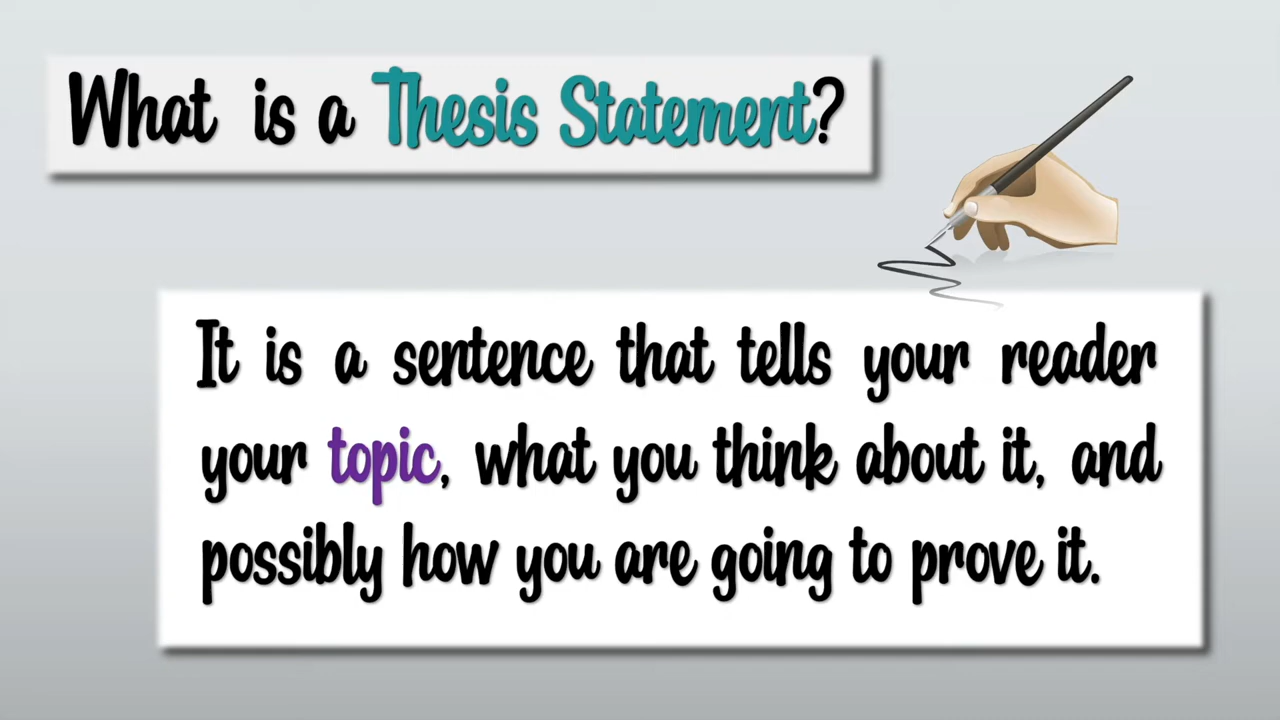 What is a Thesis Statement?
It is a sentence that tells your reader
your topic, what you think about it, and
possibly how you are going to prove it.